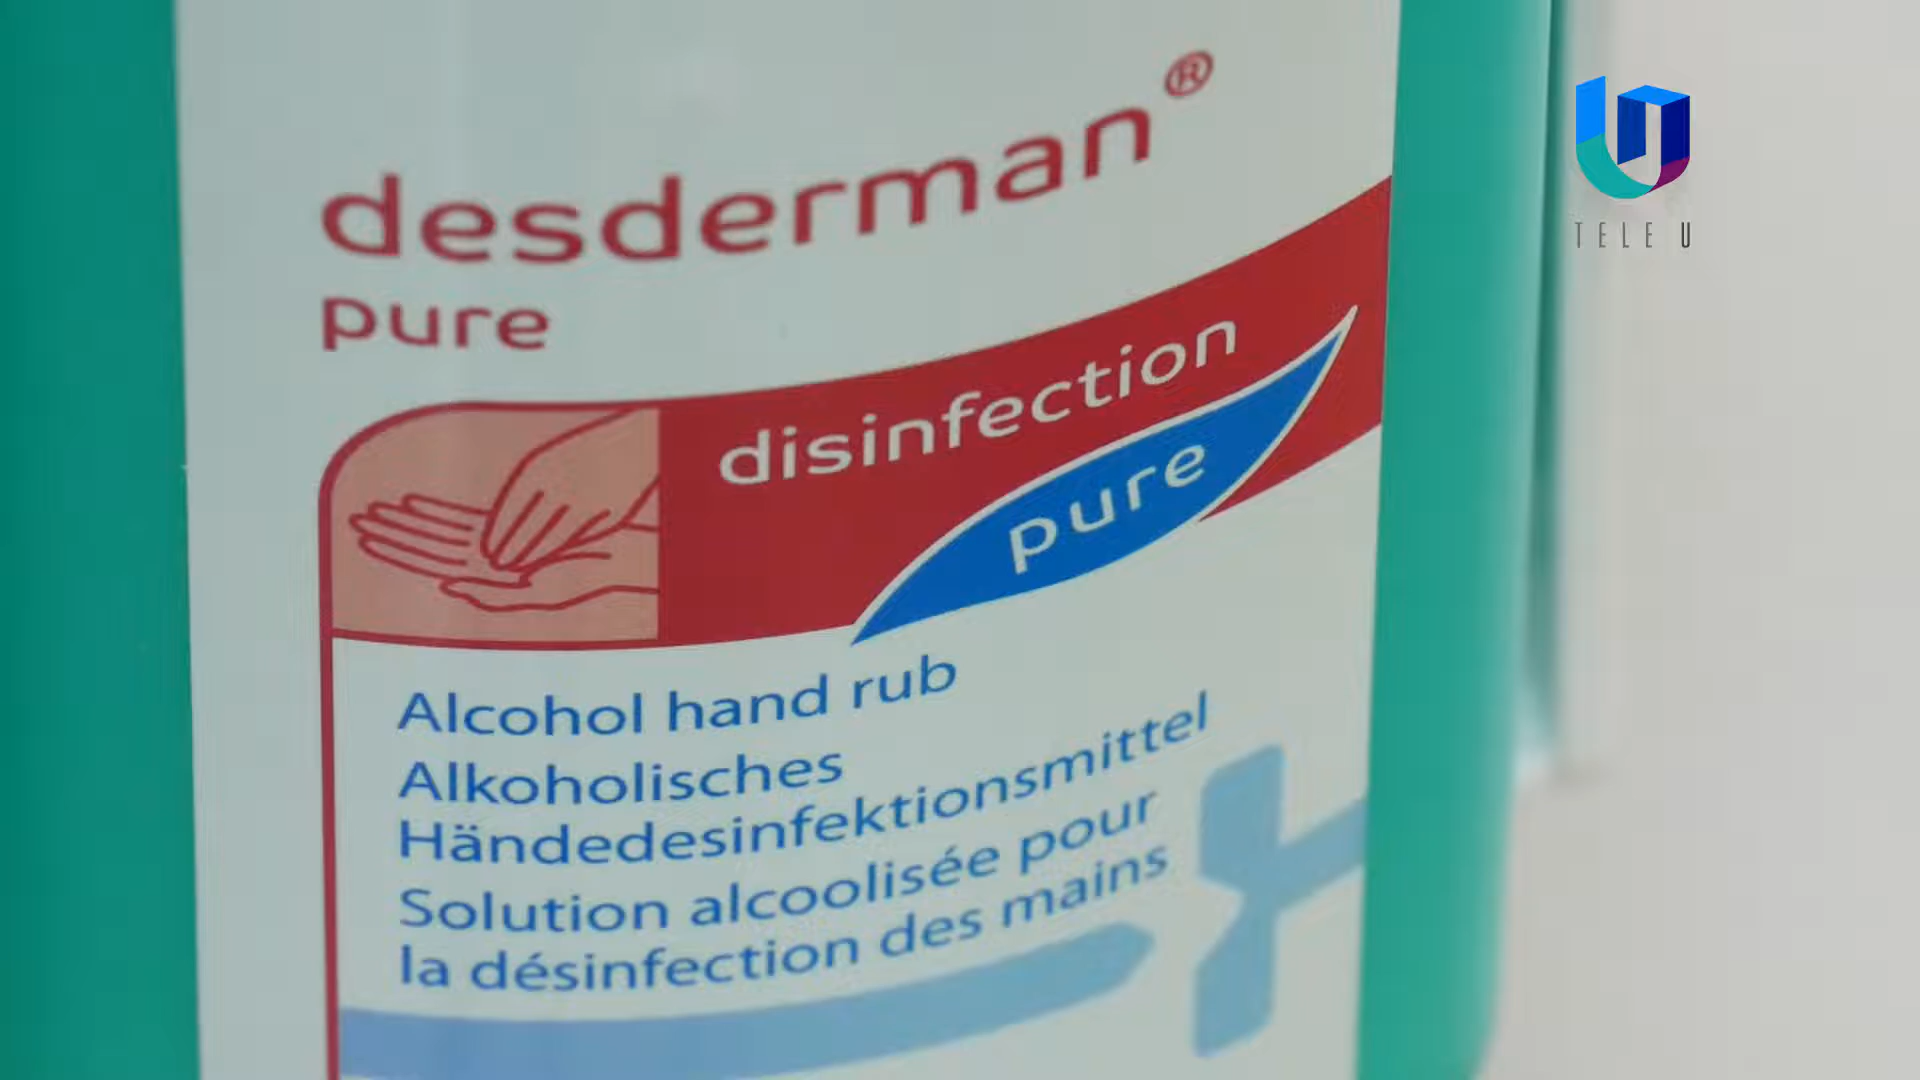 desderman®
pure
disinfection
pure
Alcohol hand rub
Alkoholisches
Händedesinfektionsmittel
Solution alcoolisée pour
la désinfection des mains
TELE U